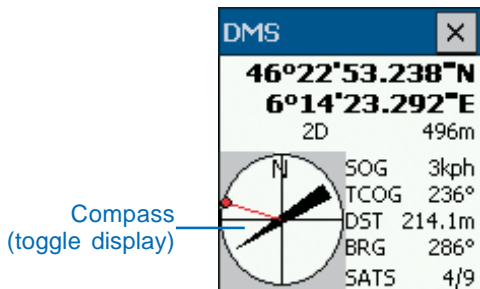 DMS
46°22'53.238"N
6°14'23.292"E
2D 496m
N
SOG 3kph
TCOG 236°
DST 214.1m
BRG 286°
SATS 4/9
Compass
(toggle display)